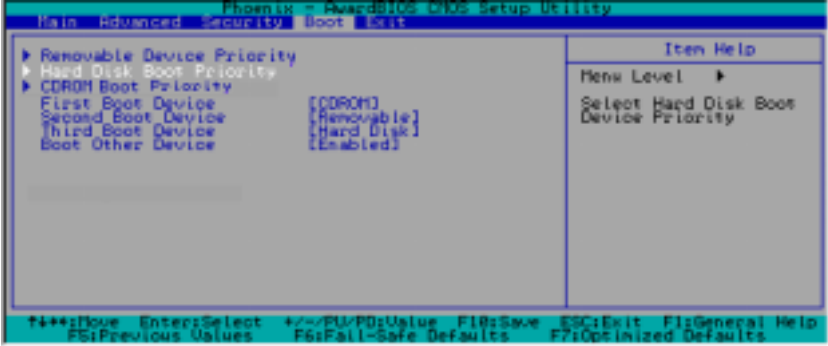 Phoenix - AwardBIOS CMOS Setup Utility
Main Advanced Security Boot Exit
Removable Device Priority
Hard Disk Boot Priority
CDROM Boot Priority
First Boot Device [CDROM]
Second Boot Device [Removable]
Third Boot Device [Hard Disk]
Boot Other Device [Enabled]
Item Help
Menu Level
Select Hard Disk Boot
Device Priority
:Move Enter:Select +/-/PU/PD:Value F10:Save ESC:Exit F1:General Help
F5:Previous Values F6:Fail-Safe Defaults F7:Optimized Defaults